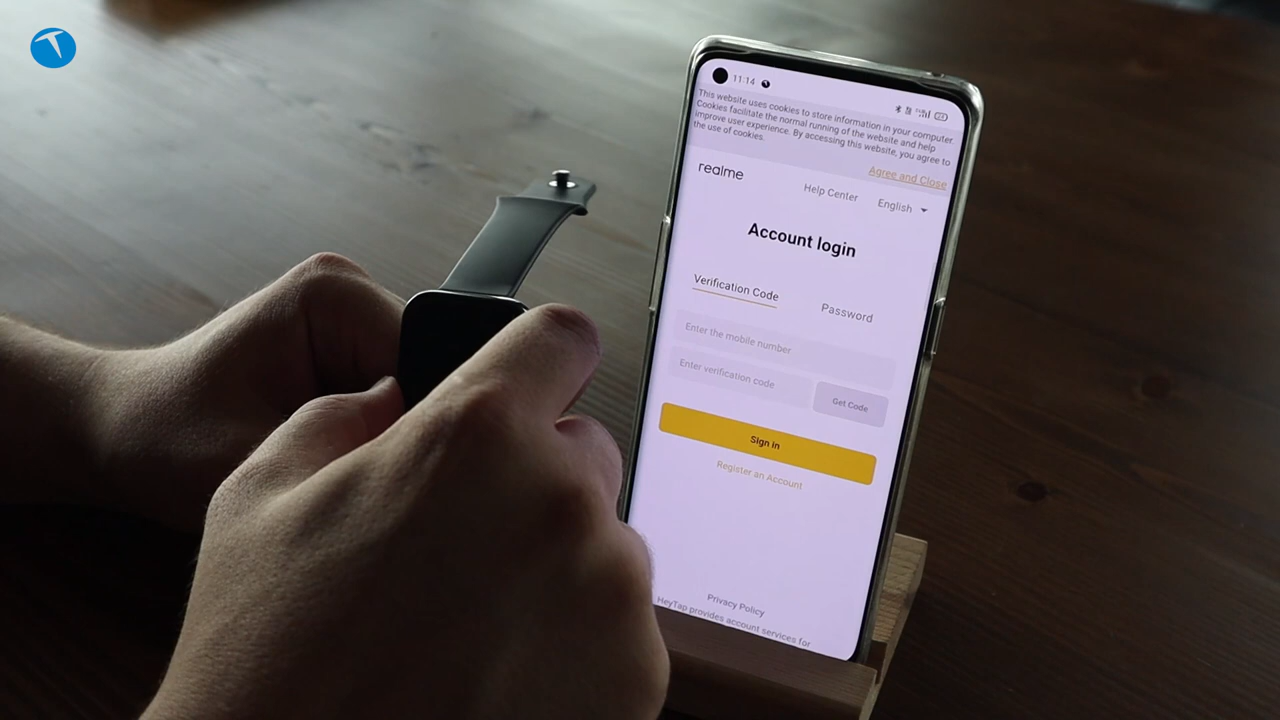 11:14
This website uses cookies to store information in your computer.
Cookies facilitate the normal running of the website and help
improve user experience. By accessing this website, you agree to
the use of cookies.
Agree and Close
realme
Help Center
English
Account login
Verification Code
Password
Enter the mobile number
Enter verification code
Get Code
Sign in
Register an Account
Privacy Policy
HeyTap provides account services for